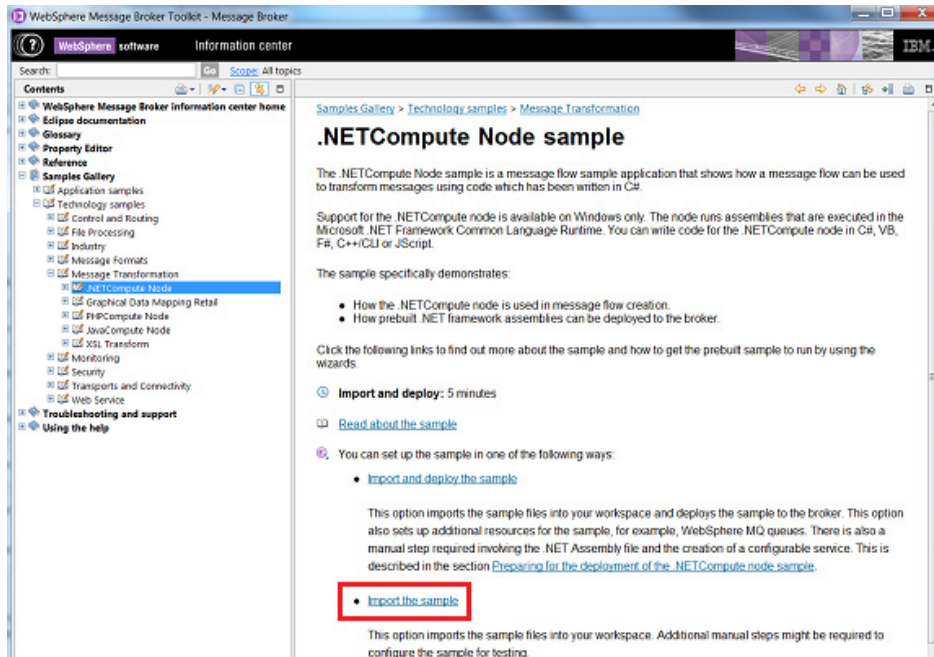 WebSphere Message Broker Toolkit - Message Broker
WebSphere software Information center
IBM.
Search: Go Scope: All topics
Contents
WebSphere Message Broker information center home
Eclipse documentation
Glossary
Property Editor
Reference
Samples Gallery
Application samples
Technology samples
Control and Routing
File Processing
Industry
Message Formats
Message Transformation
.NETCompute Node
Graphical Data Mapping Retail
PHPCompute Node
JavaCompute Node
XSL Transform
Monitoring
Security
Transports and Connectivity
Web Service
Troubleshooting and support
Using the help
Samples Gallery > Technology samples > Message Transformation
.NETCompute Node sample
The .NETCompute Node sample is a message flow sample application that shows how a message flow can be used
to transform messages using code which has been written in C#.
Support for the .NETCompute node is available on Windows only. The node runs assemblies that are executed in the
Microsoft .NET Framework Common Language Runtime. You can write code for the .NETCompute node in C#, VB,
F#, C++/CLI or JScript.
The sample specifically demonstrates:
How the .NETCompute node is used in message flow creation.
How prebuilt .NET framework assemblies can be deployed to the broker.
Click the following links to find out more about the sample and how to get the prebuilt sample to run by using the
wizards.
Import and deploy: 5 minutes
Read about the sample
You can set up the sample in one of the following ways:
Import and deploy the sample
This option imports the sample files into your workspace and deploys the sample to the broker. This option
also sets up additional resources for the sample, for example, WebSphere MQ queues. There is also a
manual step required involving the .NET Assembly file and the creation of a configurable service. This is
described in the section Preparing for the deployment of the .NETCompute node sample.
Import the sample
This option imports the sample files into your workspace. Additional manual steps might be required to
configure the sample for testing.